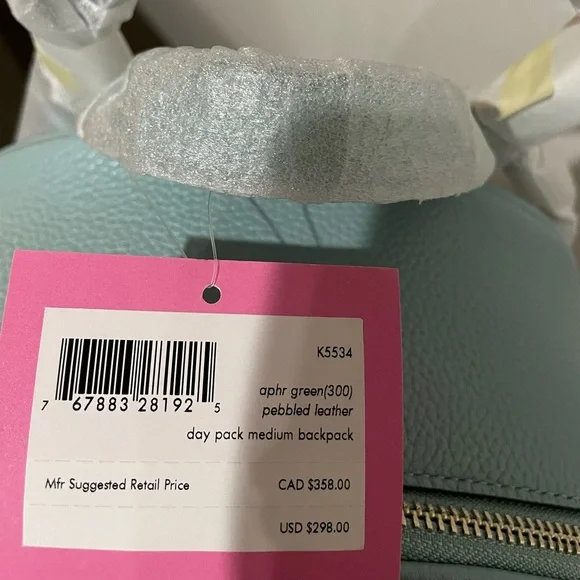 K5534
7 67883 28192 5
aphr green(300)
pebbled leather
day pack medium backpack
Mfr Suggested Retail Price CAD $358.00
USD $298.00